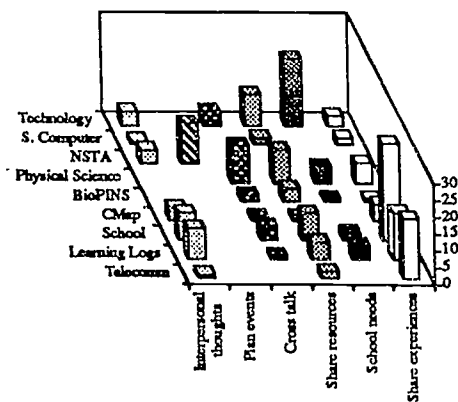 Technology
S. Computer
NSTA
Physical Science
BioPINS
CMap
School
Learning Logs
Telecomm
30
25
20
15
10
5
0
Interpersonal
thoughts
Plan events
Cross talk
Share resources
School needs
Share experiences